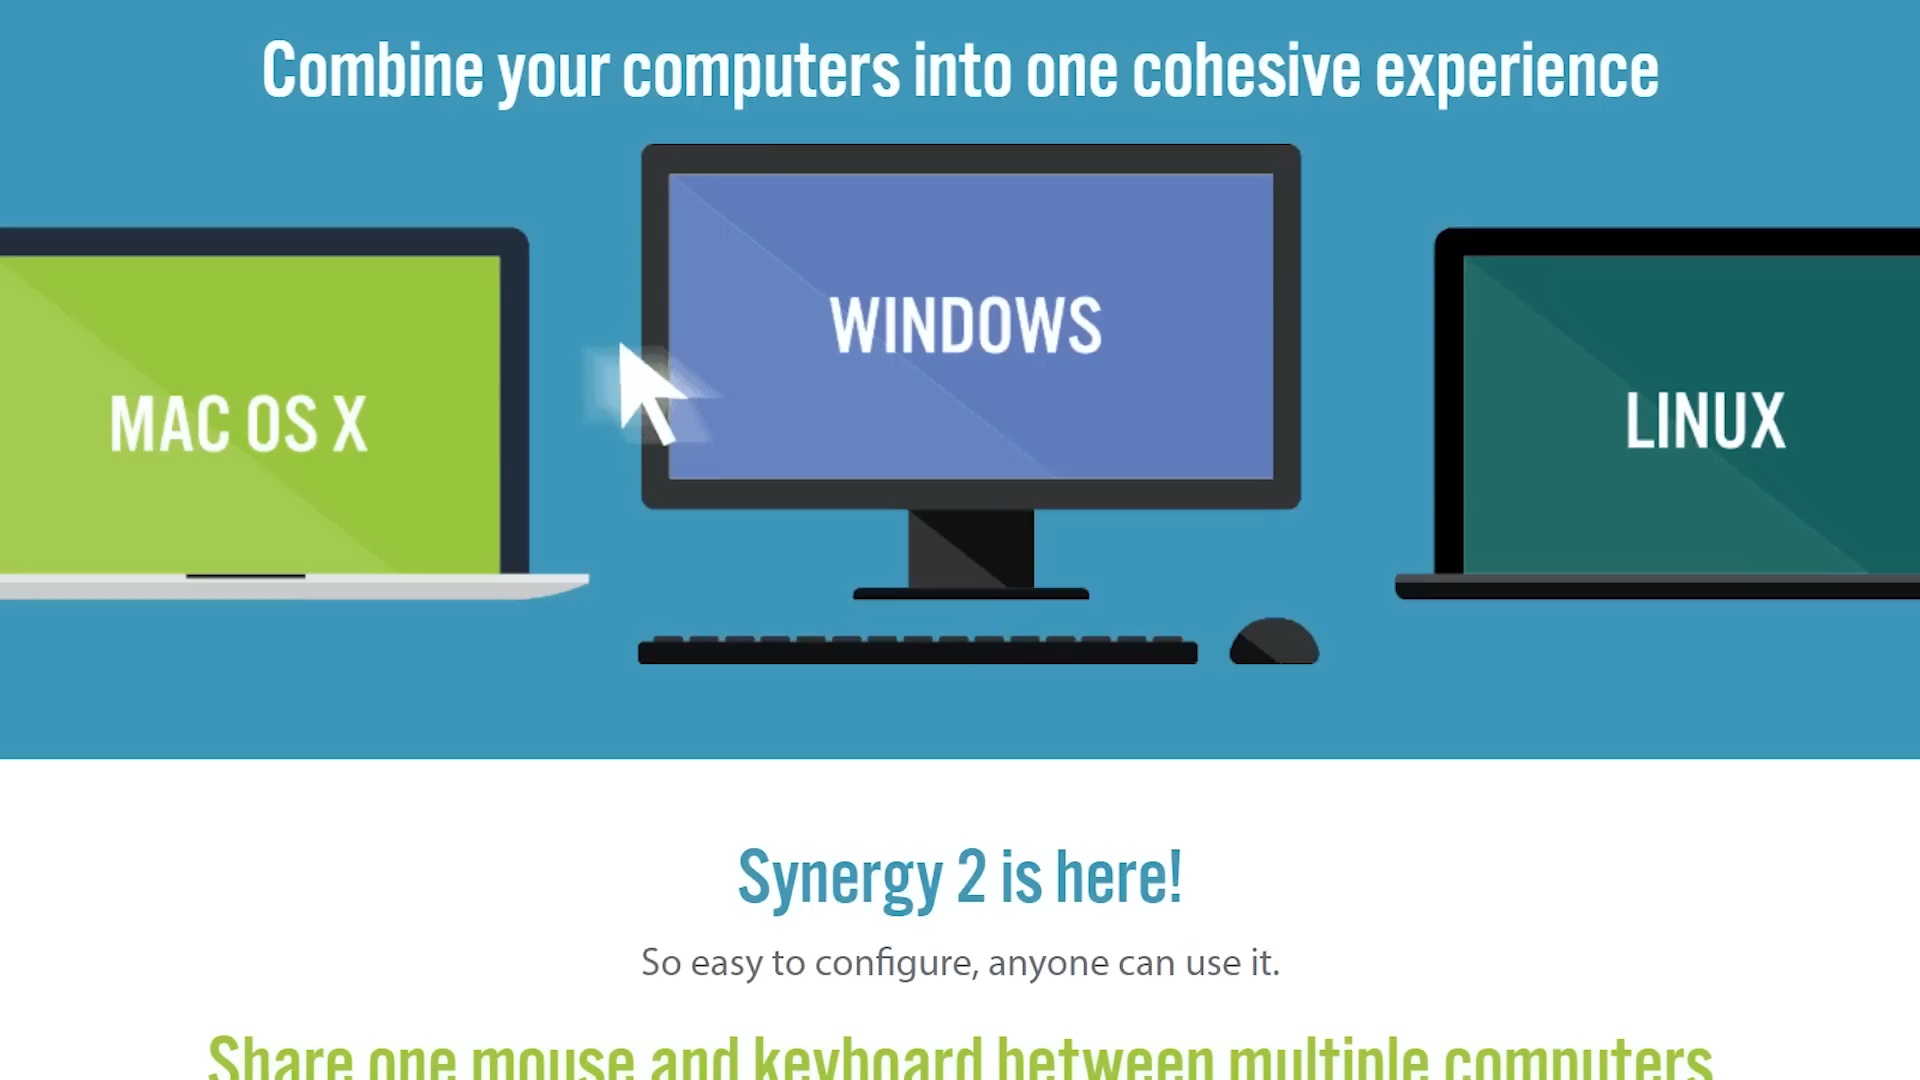 Combine your computers into one cohesive experience
WINDOWS
MAC OS X
LINUX
Synergy 2 is here!
So easy to configure, anyone can use it.
Share one mouse and keyboard between multiple computers